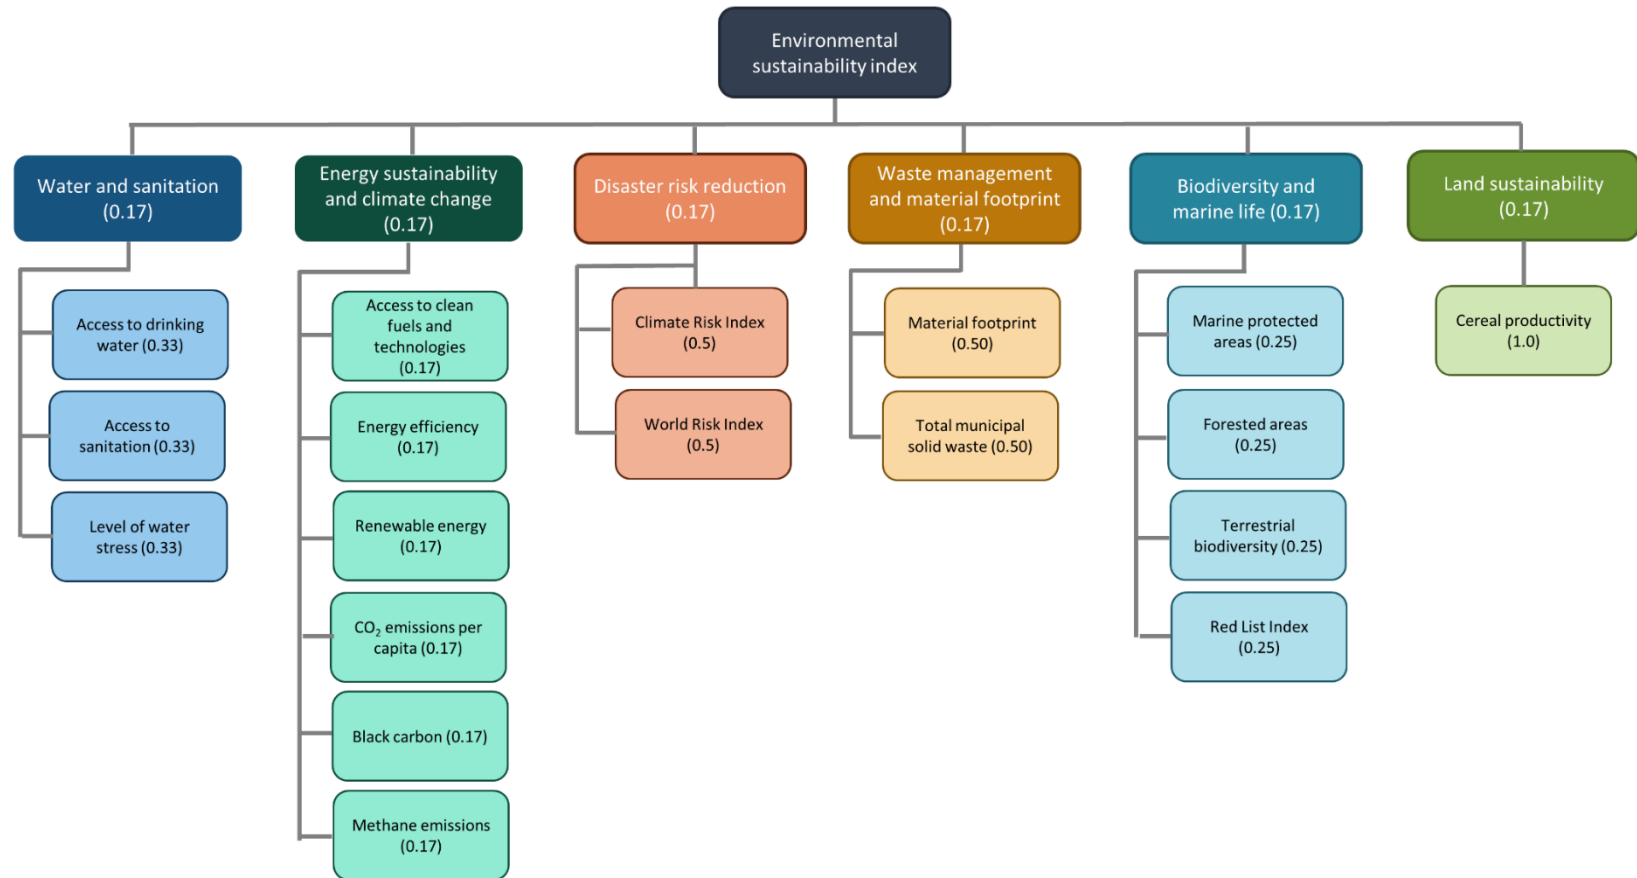 Environmental
sustainability index
Water and sanitation
(0.17)
Energy sustainability
and climate change
(0.17)
Disaster risk reduction
(0.17)
Waste management
and material footprint
(0.17)
Biodiversity and
marine life (0.17)
Land sustainability
(0.17)
Access to drinking
water (0.33)
Access to
sanitation (0.33)
Level of water
stress (0.33)
Access to clean
fuels and
technologies
(0.17)
Energy efficiency
(0.17)
Renewable energy
(0.17)
CO₂ emissions per
capita (0.17)
Black carbon (0.17)
Methane emissions
(0.17)
Climate Risk Index
(0.5)
World Risk Index
(0.5)
Material footprint
(0.50)
Total municipal
solid waste (0.50)
Marine protected
areas (0.25)
Forested areas
(0.25)
Terrestrial
biodiversity (0.25)
Red List Index
(0.25)
Cereal productivity
(1.0)